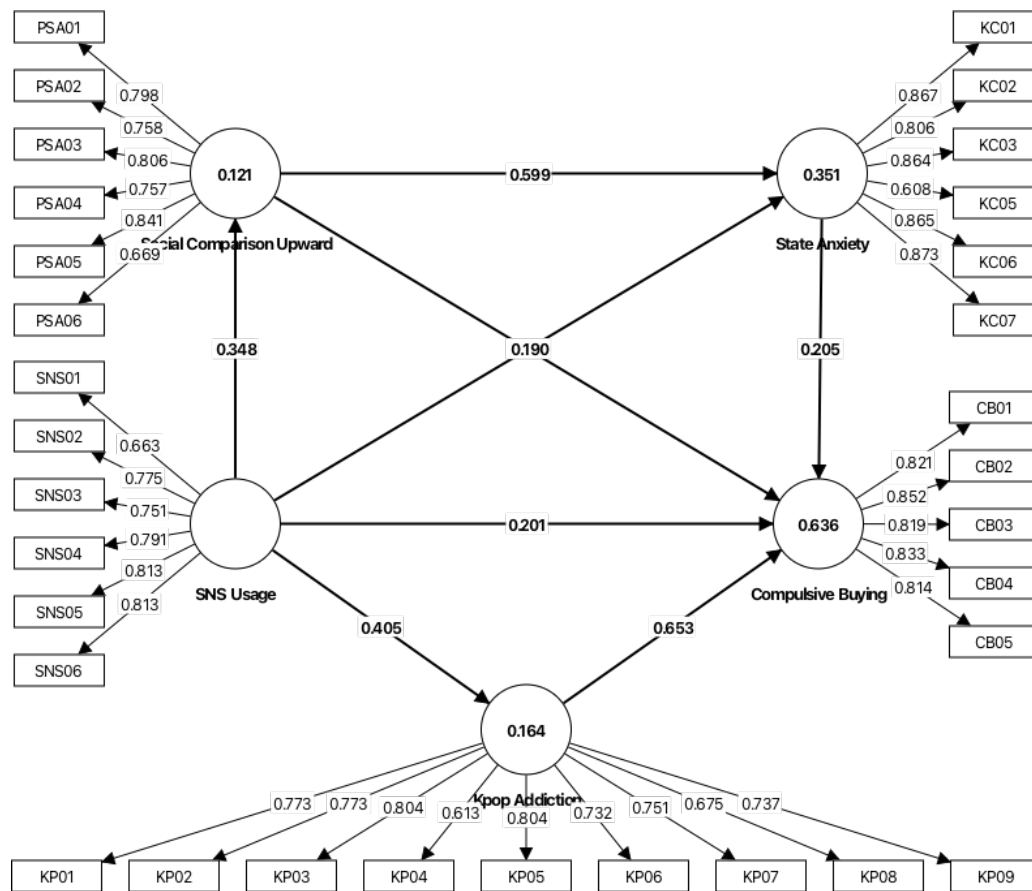 PSA01
KC01
PSA02
0.798
0.867
KC02
0.758
0.806
PSA03
0.806
0.864
KC03
0.121
0.599
0.351
PSA04
0.757
0.608
KC05
0.841
0.865
Social Comparison Upward
State Anxiety
PSA05
0.669
0.873
KC06
PSA06
KC07
0.348
0.190
0.205
SNS01
CB01
SNS02
0.663
0.821
CB02
0.775
0.852
SNS03
0.751
0.201
0.636
0.819
CB03
SNS04
0.791
0.833
0.813
0.814
CB04
SNS Usage
Compulsive Buying
SNS05
0.813
0.405
0.653
CB05
SNS06
0.164
Kpop Addiction
0.773
0.773
0.804
0.613
0.804
0.732
0.751
0.675
0.737
KP01
KP02
KP03
KP04
KP05
KP06
KP07
KP08
KP09